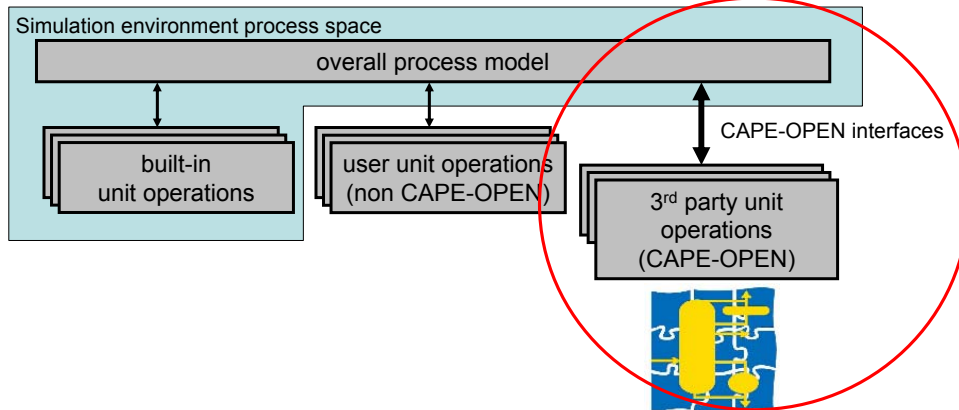 Simulation environment process space
overall process model
CAPE-OPEN interfaces
built-in
unit operations
user unit operations
(non CAPE-OPEN)
3rd party unit
operations
(CAPE-OPEN)